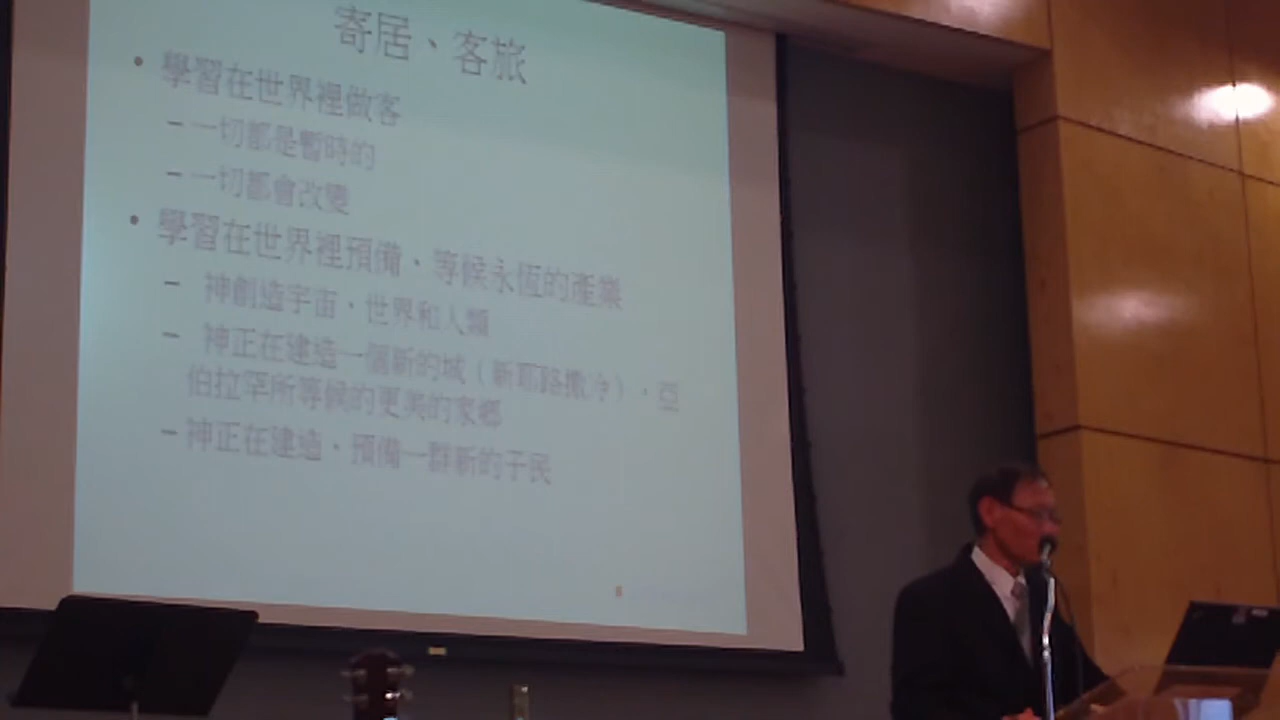 寄居、客旅
• 學習在世界裡做客
– 一切都是暫時的
– 一切都會改變
• 學習在世界裡預備、等候永恆的產業
– 神創造宇宙、世界和人類
– 神正在建造一個新的城（新耶路撒冷），亞
伯拉罕所等候的更美的家鄉
– 神正在建造、預備一群新的子民